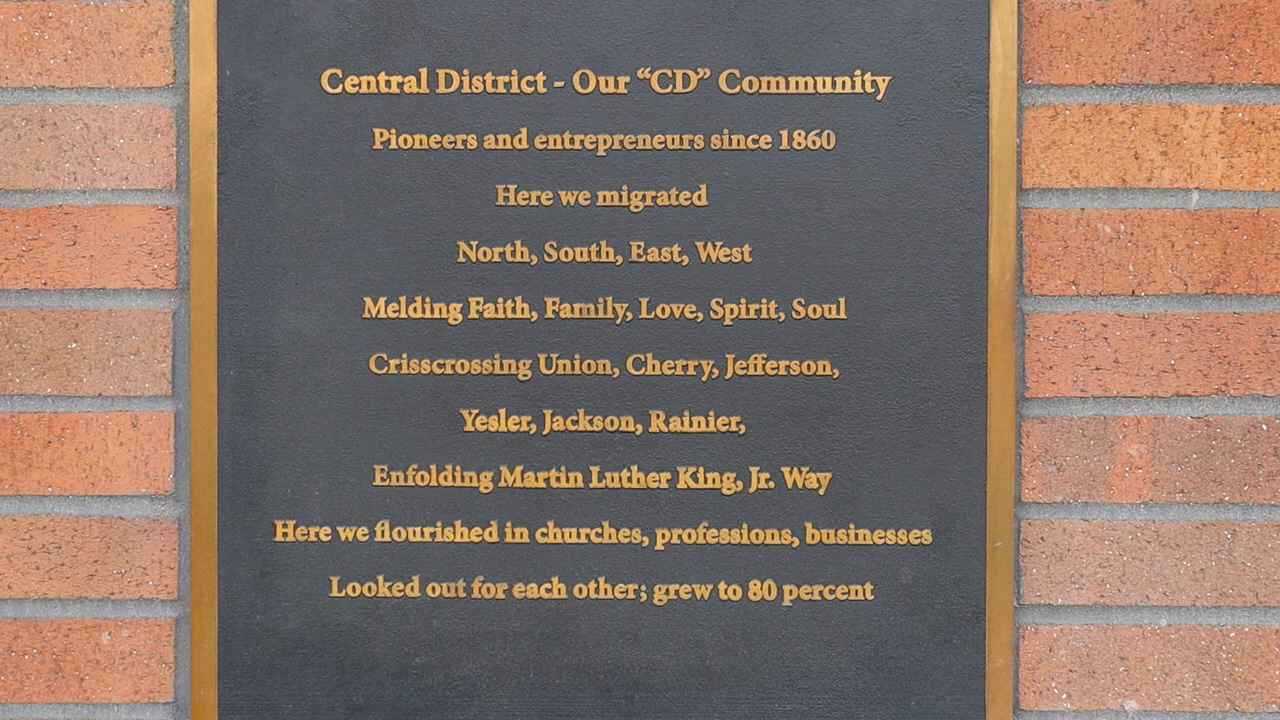 Central District - Our “CD” Community
Pioneers and entrepreneurs since 1860
Here we migrated
North, South, East, West
Melding Faith, Family, Love, Spirit, Soul
Crisscrossing Union, Cherry, Jefferson,
Yesler, Jackson, Rainier,
Enfolding Martin Luther King, Jr. Way
Here we flourished in churches, professions, businesses
Looked out for each other; grew to 80 percent